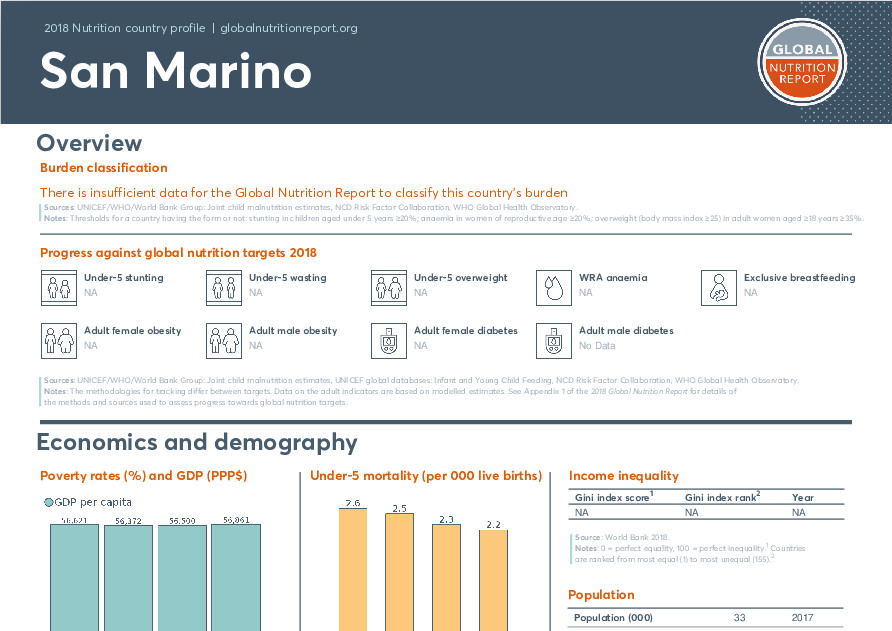 2018 Nutrition country profile | globalnutritionreport.org
San Marino
GLOBAL
NUTRITION
REPORT
Overview
Burden classification
There is insufficient data for the Global Nutrition Report to classify this country's burden
Sources: UNICEF/WHO/World Bank Group: Joint child malnutrition estimates, NCD Risk Factor Collaboration, WHO Global Health Observatory.
Notes: Thresholds for a country having the form or not: stunting in children aged under 5 years ≥20%; anaemia in women of reproductive age ≥20%; overweight (body mass index ≥25) in adult women aged ≥18 years ≥35%.
Progress against global nutrition targets 2018
Under-5 stunting
NA
Under-5 wasting
NA
Under-5 overweight
NA
WRA anaemia
NA
Exclusive breastfeeding
NA
Adult female obesity
NA
Adult male obesity
NA
Adult female diabetes
NA
Adult male diabetes
No Data
Sources: UNICEF/WHO/World Bank Group: Joint child malnutrition estimates, UNICEF global databases: Infant and Young Child Feeding, NCD Risk Factor Collaboration, WHO Global Health Observatory.
Notes: The methodologies for tracking differ between targets. Data on the adult indicators are based on modelled estimates. See Appendix 1 of the 2018 Global Nutrition Report for details of
the methods and sources used to assess progress towards global nutrition targets.
Economics and demography
Poverty rates (%) and GDP (PPP$)
GDP per capita
56,621 56,372 56,500 56,861
Under-5 mortality (per 000 live births)
2.6 2.5 2.3 2.2
Income inequality
Gini index score¹ Gini index rank² Year
NA NA NA
Source: World Bank 2018.
Notes: 0 = perfect equality, 100 = perfect inequality.¹ Countries
are ranked from most equal (1) to most unequal (155).²
Population
Population (000) 33 2017